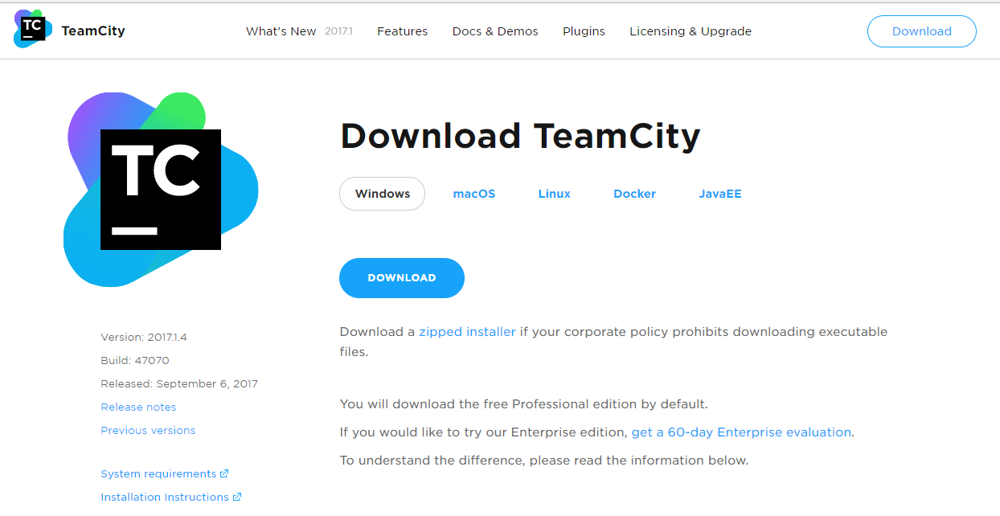 TC TeamCity What's New 2017.1 Features Docs & Demos Plugins Licensing & Upgrade Download
TC
Download TeamCity
Windows macOS Linux Docker JavaEE
DOWNLOAD
Download a zipped installer if your corporate policy prohibits downloading executable
files.
You will download the free Professional edition by default.
If you would like to try our Enterprise edition, get a 60-day Enterprise evaluation.
To understand the difference, please read the information below.
Version: 2017.1.4
Build: 47070
Released: September 6, 2017
Release notes
Previous versions
System requirements
Installation Instructions